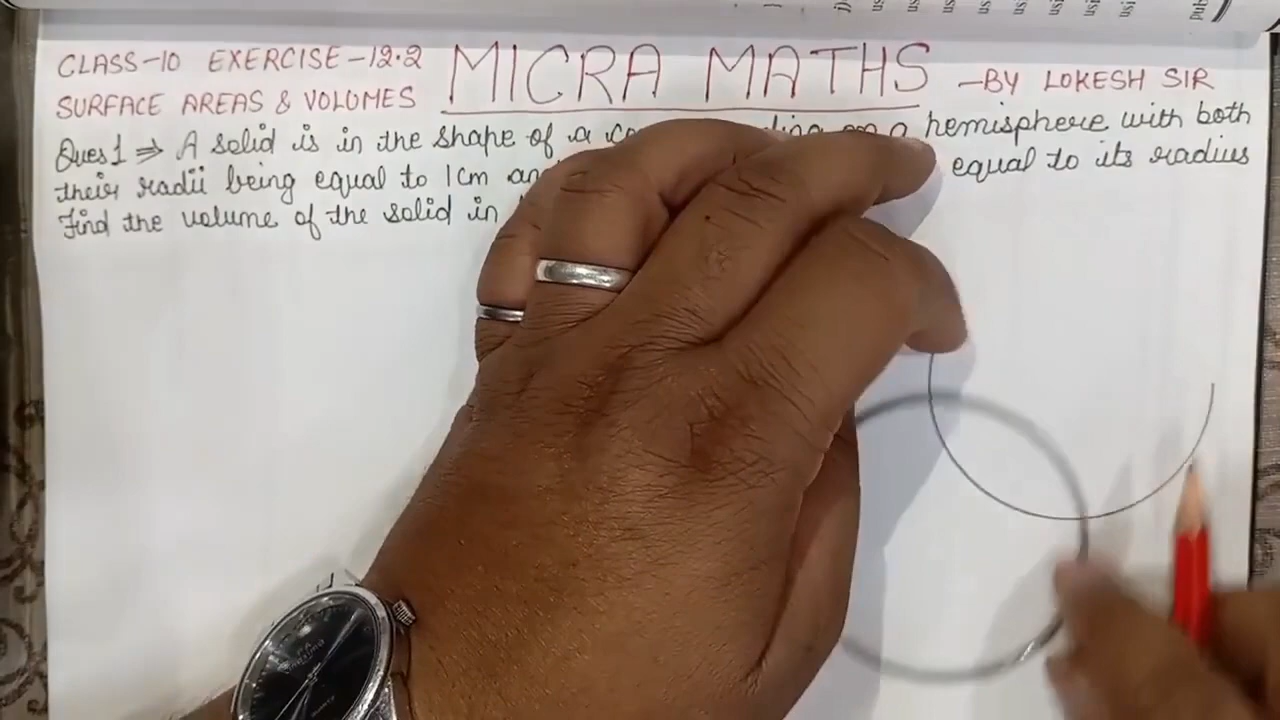 CLASS-10 EXERCISE-12.2 MICRA MATHS -BY LOKESH SIR
SURFACE AREAS & VOLUMES
Ques 1 ⇒ A solid is in the shape of a hemisphere with both
their radii being equal to 1cm equal to its radius
Find the volume of the solid in